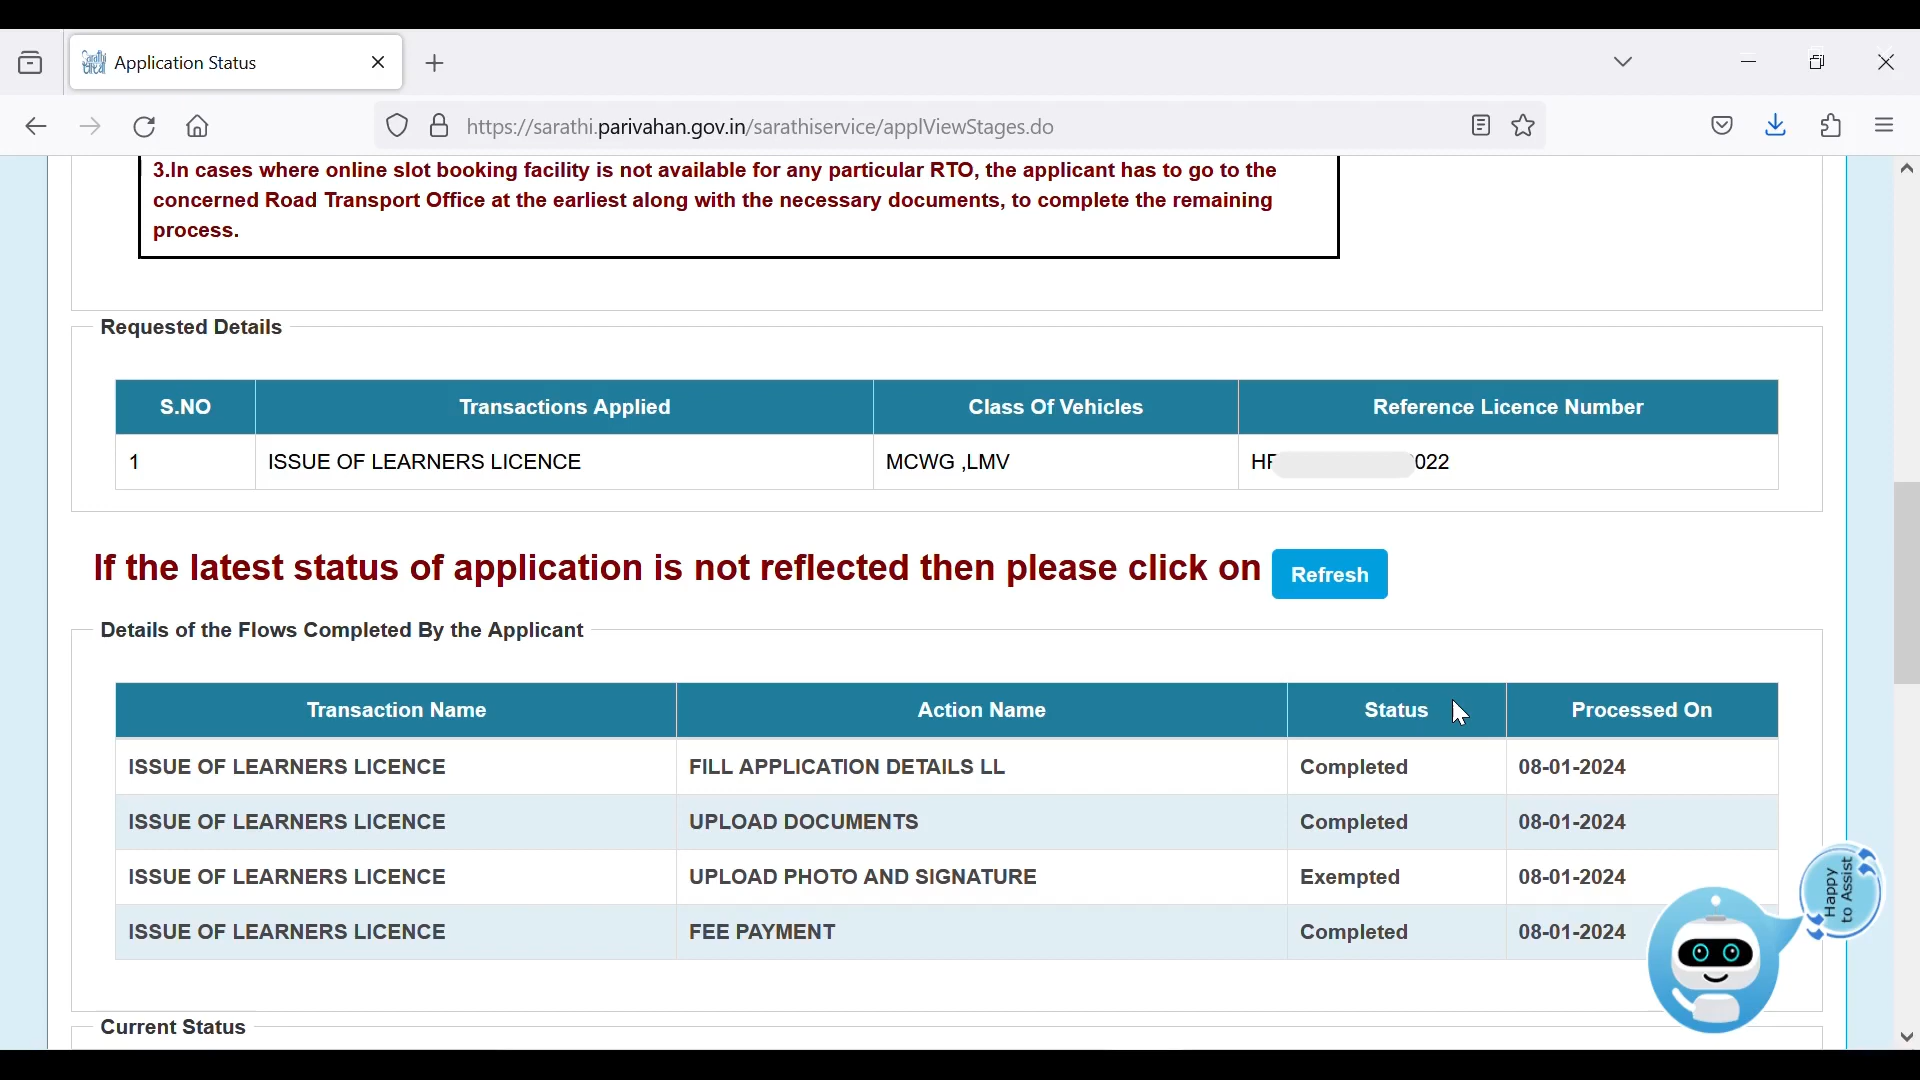 Application Status
https://sarathi.parivahan.gov.in/sarathiservice/applViewStages.do
3.In cases where online slot booking facility is not available for any particular RTO, the applicant has to go to the
concerned Road Transport Office at the earliest along with the necessary documents, to complete the remaining
process.
Requested Details
S.NO Transactions Applied Class Of Vehicles Reference Licence Number
1 ISSUE OF LEARNERS LICENCE MCWG ,LMV HR 2022
If the latest status of application is not reflected then please click on Refresh
Details of the Flows Completed By the Applicant
Transaction Name Action Name Status Processed On
ISSUE OF LEARNERS LICENCE FILL APPLICATION DETAILS LL Completed 08-01-2024
ISSUE OF LEARNERS LICENCE UPLOAD DOCUMENTS Completed 08-01-2024
ISSUE OF LEARNERS LICENCE UPLOAD PHOTO AND SIGNATURE Exempted 08-01-2024
ISSUE OF LEARNERS LICENCE FEE PAYMENT Completed 08-01-2024
Happy
to Assist
Current Status